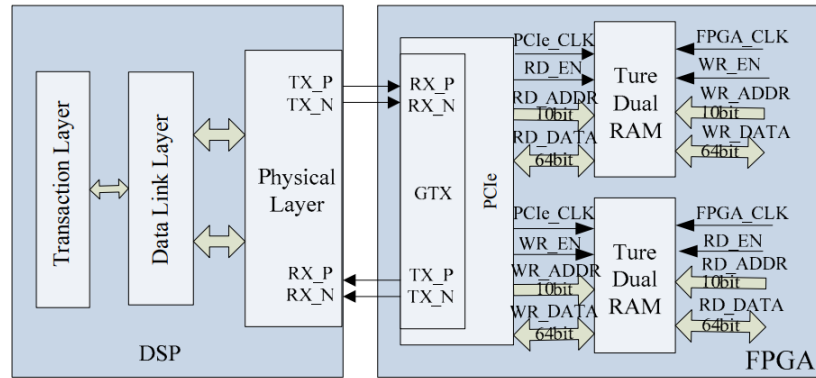 Transaction Layer
Data Link Layer
Physical
Layer
TX_P
TX_N
RX_P
RX_N
DSP
RX_P
RX_N
TX_P
TX_N
GTX
PCIe
PCIe_CLK
RD_EN
RD_ADDR
10bit
RD_DATA
64bit
Ture
Dual
RAM
FPGA_CLK
WR_EN
WR_ADDR
10bit
WR_DATA
64bit
PCIe_CLK
WR_EN
WR_ADDR
10bit
WR_DATA
64bit
Ture
Dual
RAM
FPGA_CLK
RD_EN
RD_ADDR
10bit
RD_DATA
64bit
FPGA